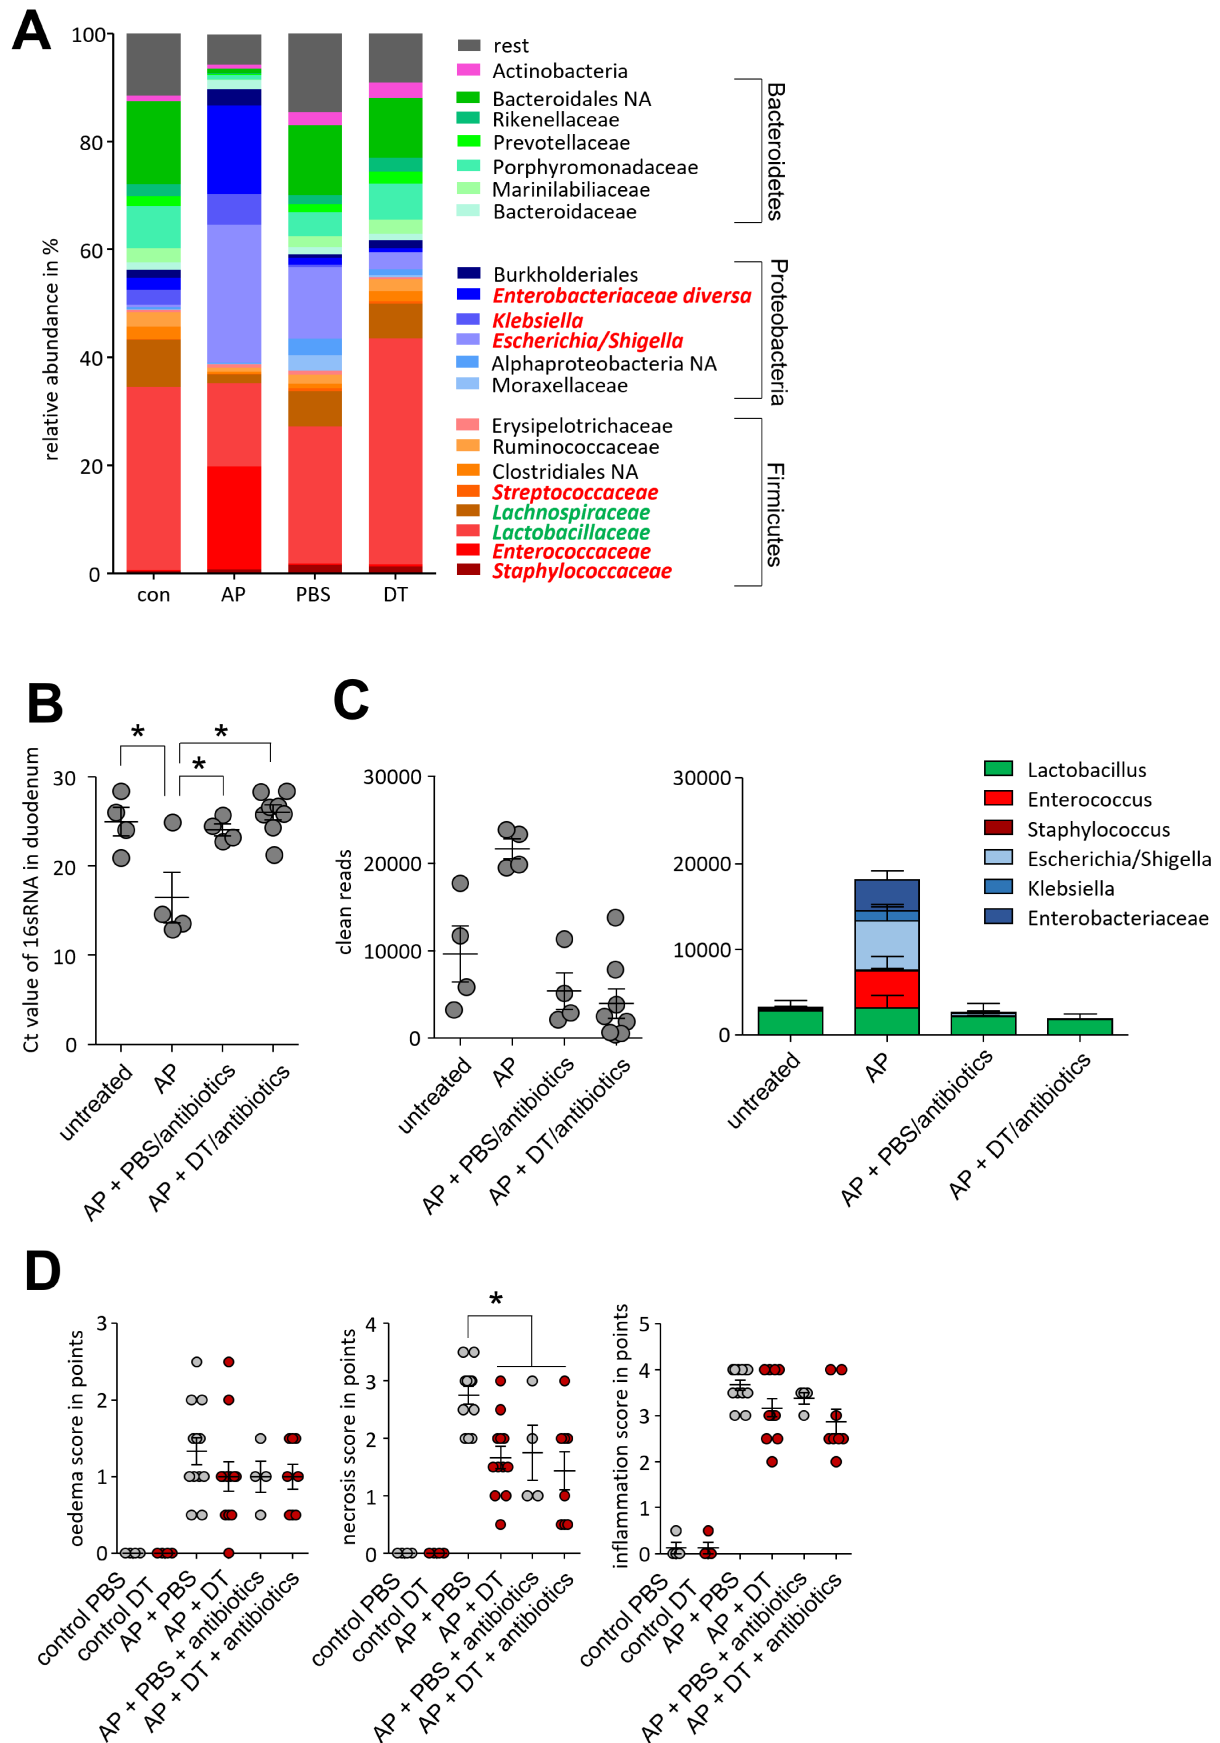 A
relative abundance in %
100
80
60
40
20
0
con
AP
PBS
DT
rest
Actinobacteria
Bacteroidales NA
Rikenellaceae
Prevotellaceae
Porphyromonadaceae
Marinilabiliaceae
Bacteroidaceae
Bacteroidetes
Burkholderiales
Enterobacteriaceae diversa
Klebsiella
Escherichia/Shigella
Alphaproteobacteria NA
Moraxellaceae
Proteobacteria
Erysipelotrichaceae
Ruminococcaceae
Clostridiales NA
Streptococcaceae
Lachnospiraceae
Lactobacillaceae
Enterococcaceae
Staphylococcaceae
Firmicutes
B
Ct value of 16sRNA in duodenum
30
20
10
0
*
*
*
untreated
AP
AP + PBS/antibiotics
AP + DT/antibiotics
C
clean reads
30000
20000
10000
0
untreated
AP
AP + PBS/antibiotics
AP + DT/antibiotics
30000
20000
10000
0
untreated
AP
AP + PBS/antibiotics
AP + DT/antibiotics
Lactobacillus
Enterococcus
Staphylococcus
Escherichia/Shigella
Klebsiella
Enterobacteriaceae
D
oedema score in points
3
2
1
0
control PBS
control DT
AP + PBS
AP + DT
AP + PBS + antibiotics
AP + DT + antibiotics
necrosis score in points
4
3
2
1
0
*
control PBS
control DT
AP + PBS
AP + DT
AP + PBS + antibiotics
AP + DT + antibiotics
inflammation score in points
5
4
3
2
1
0
control PBS
control DT
AP + PBS
AP + DT
AP + PBS + antibiotics
AP + DT + antibiotics